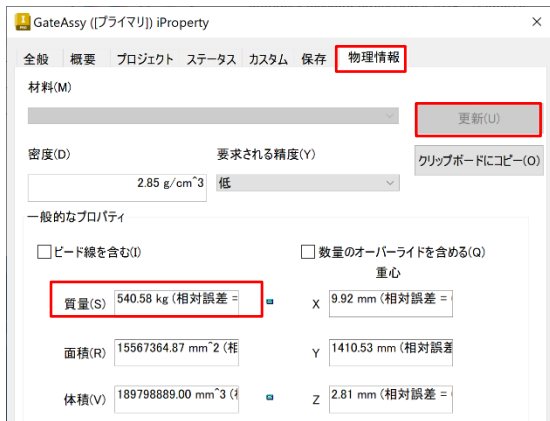 GateAssy ([プライマリ]) iProperty
全般 概要 プロジェクト ステータス カスタム 保存 物理情報
材料(M)
更新(U)
密度(D) 要求される精度(Y)
クリップボードにコピー(O)
2.85 g/cm^3 低
一般的なプロパティ
ビード線を含む(I) 数量のオーバーライドを含める(Q)
重心
質量(S) 540.58 kg (相対誤差 = X 9.92 mm (相対誤差 =
面積(R) 15567364.87 mm^2 (相 Y 1410.53 mm (相対誤差
体積(V) 189798889.00 mm^3 ( Z 2.81 mm (相対誤差 =